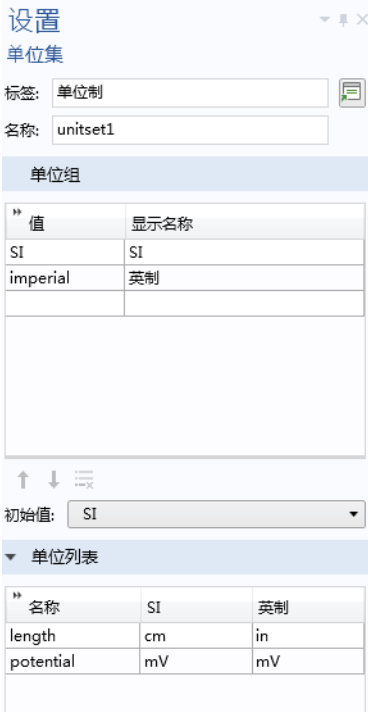 设置
单位集
标签: 单位制
名称: unitset1
单位组
值 显示名称
SI SI
imperial 英制
初始值: SI
单位列表
名称 SI 英制
length cm in
potential mV mV